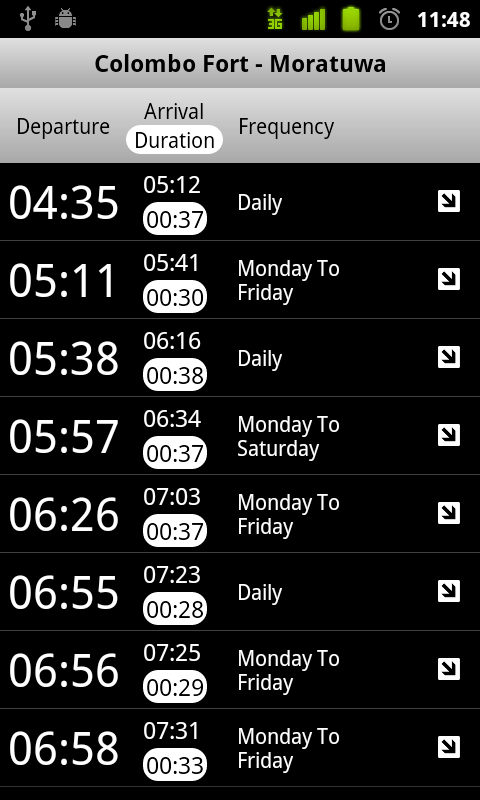 3G 11:48
Colombo Fort - Moratuwa
Departure Arrival Frequency
Duration
04:35 05:12 Daily
00:37
05:11 05:41 Monday To
00:30 Friday
05:38 06:16 Daily
00:38
05:57 06:34 Monday To
00:37 Saturday
06:26 07:03 Monday To
00:37 Friday
06:55 07:23 Daily
00:28
06:56 07:25 Monday To
00:29 Friday
06:58 07:31 Monday To
00:33 Friday